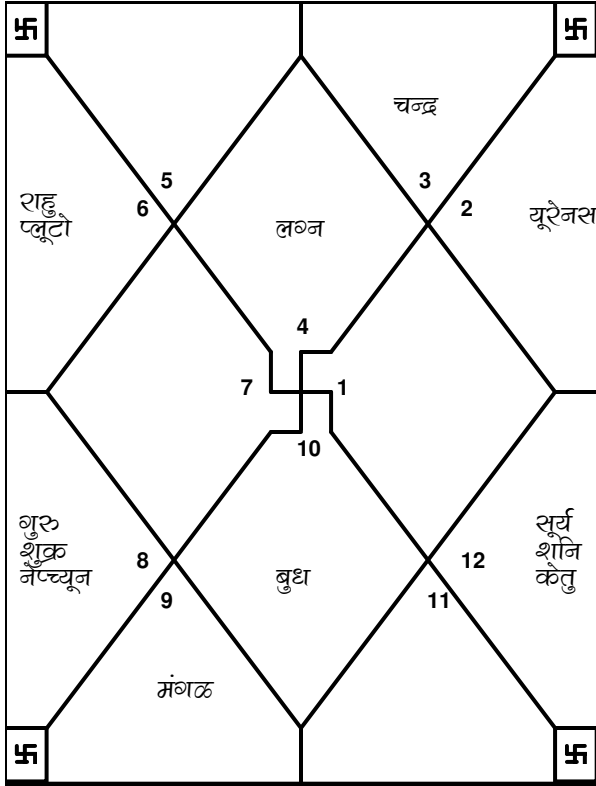 चन्द्र
5
3
राहु
प्लूटो
6
2
यूरेनस
लग्न
4
7
1
10
गुरु
शुक्र
नेप्च्यून
8
बुध
12
सूर्य
शनि
केतु
9
11
मंगळ